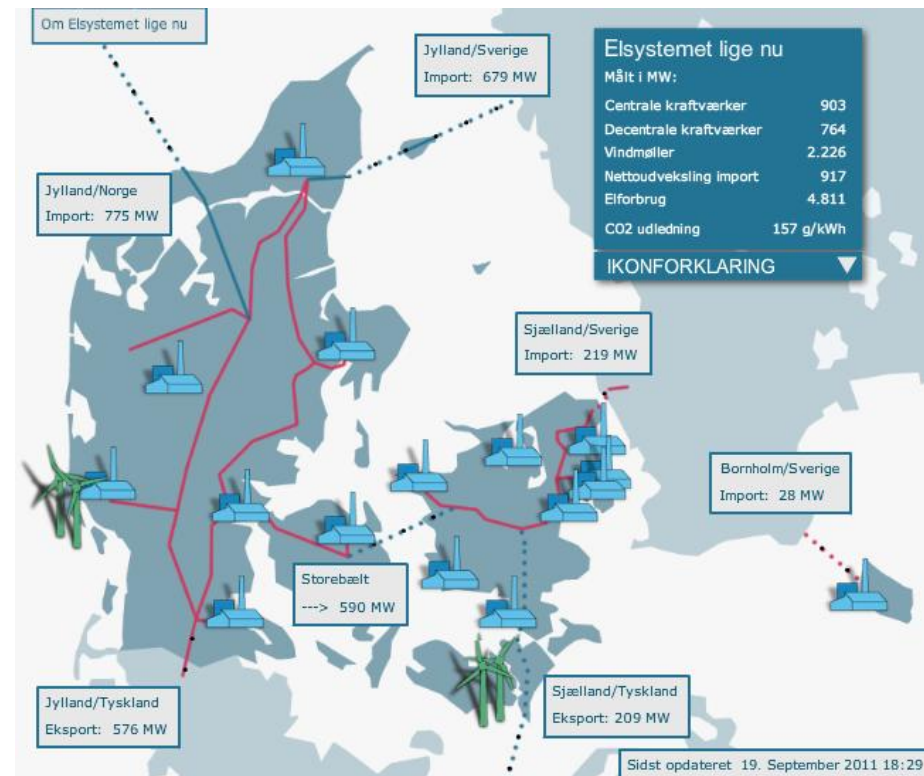 Om Elsystemet lige nu
Jylland/Sverige
Import: 679 MW
Elsystemet lige nu
Målt i MW:
Centrale kraftværker 903
Decentrale kraftværker 764
Vindmøller 2.226
Nettoudveksling import 917
Elforbrug 4.811
CO2 udledning 157 g/kWh
IKONFORKLARING
Jylland/Norge
Import: 775 MW
Sjælland/Sverige
Import: 219 MW
Bornholm/Sverige
Import: 28 MW
Storebælt
---> 590 MW
Jylland/Tyskland
Eksport: 576 MW
Sjælland/Tyskland
Eksport: 209 MW
Sidst opdateret 19. September 2011 18:29